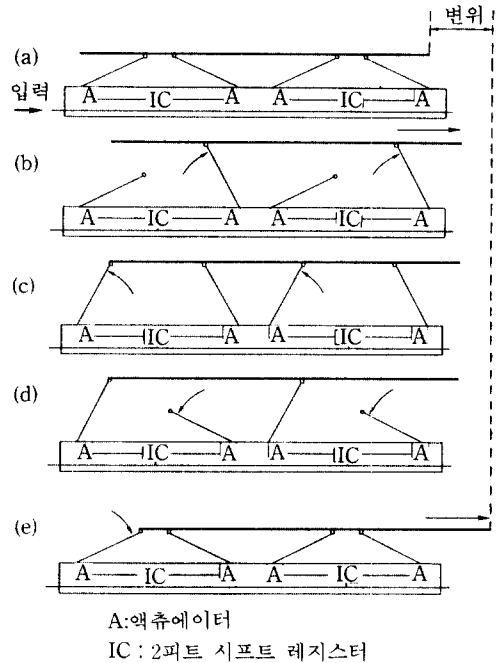 변위
(a)
입력
A IC A A IC A
(b)
A IC A A IC A
(c)
A IC A A IC A
(d)
A IC A A IC A
(e)
A IC A A IC A
A:액츄에이터
IC : 2피트 시프트 레지스터